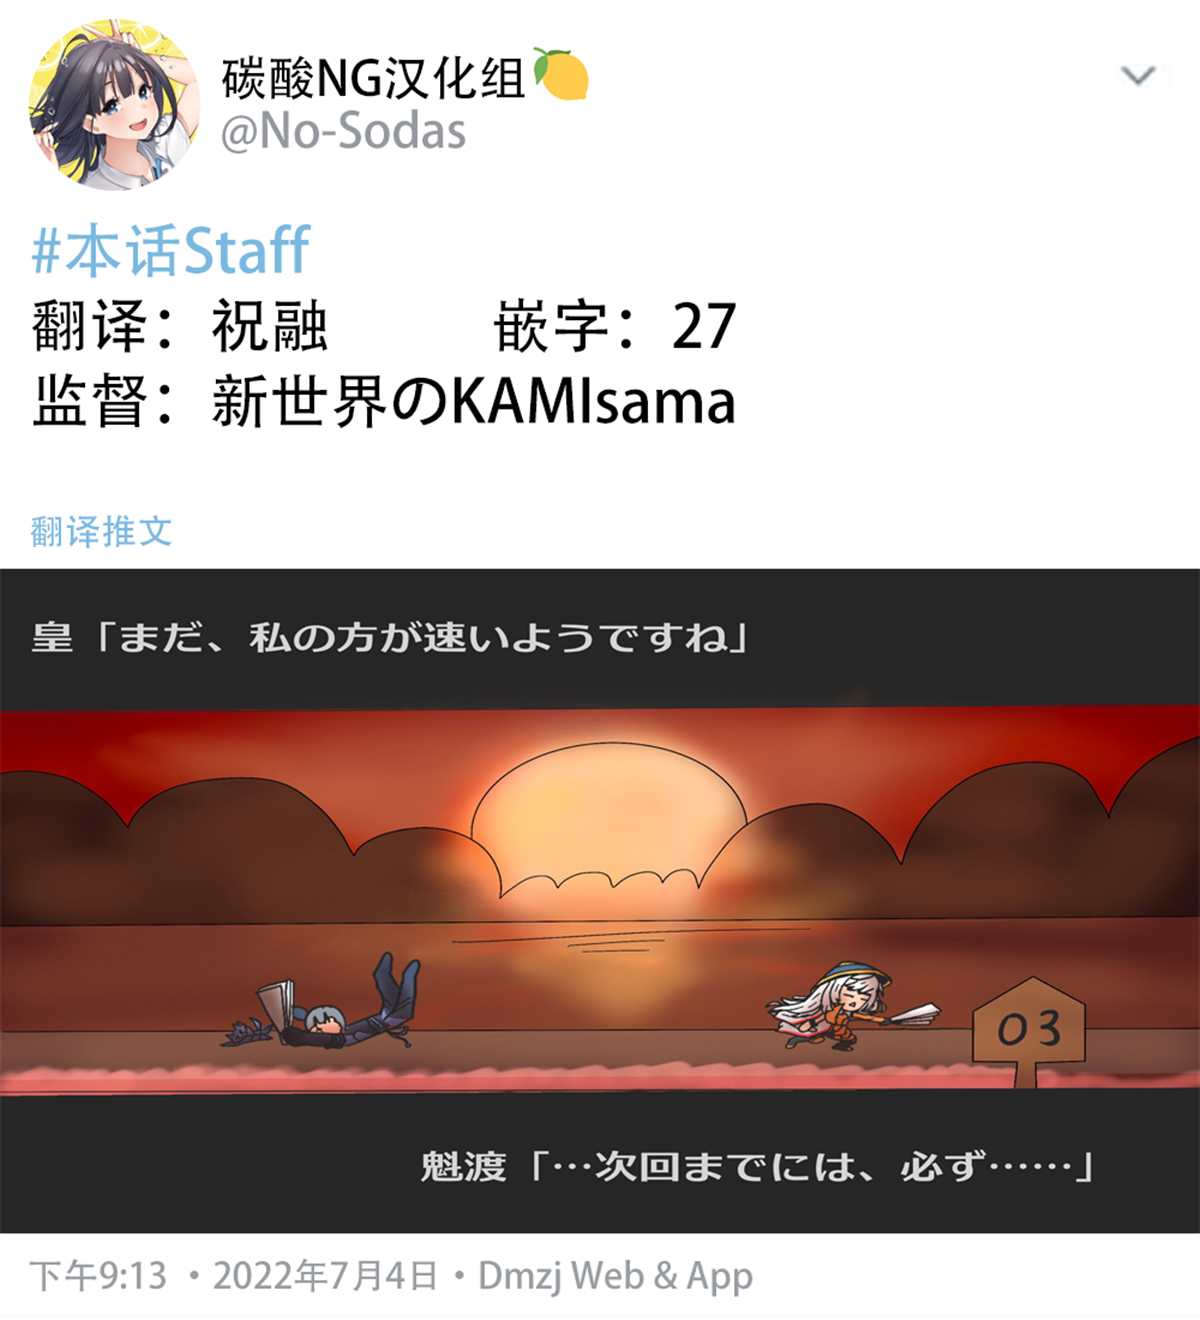 碳酸NG汉化组🍋
@No-Sodas
#本话Staff
翻译：祝融 嵌字：27
监督：新世界のKAMIsama
翻译推文
皇「まだ、私の方が速いようですね」
03
魁渡「…次回までには、必ず……」
下午9:13 · 2022年7月4日 · Dmzj Web & App